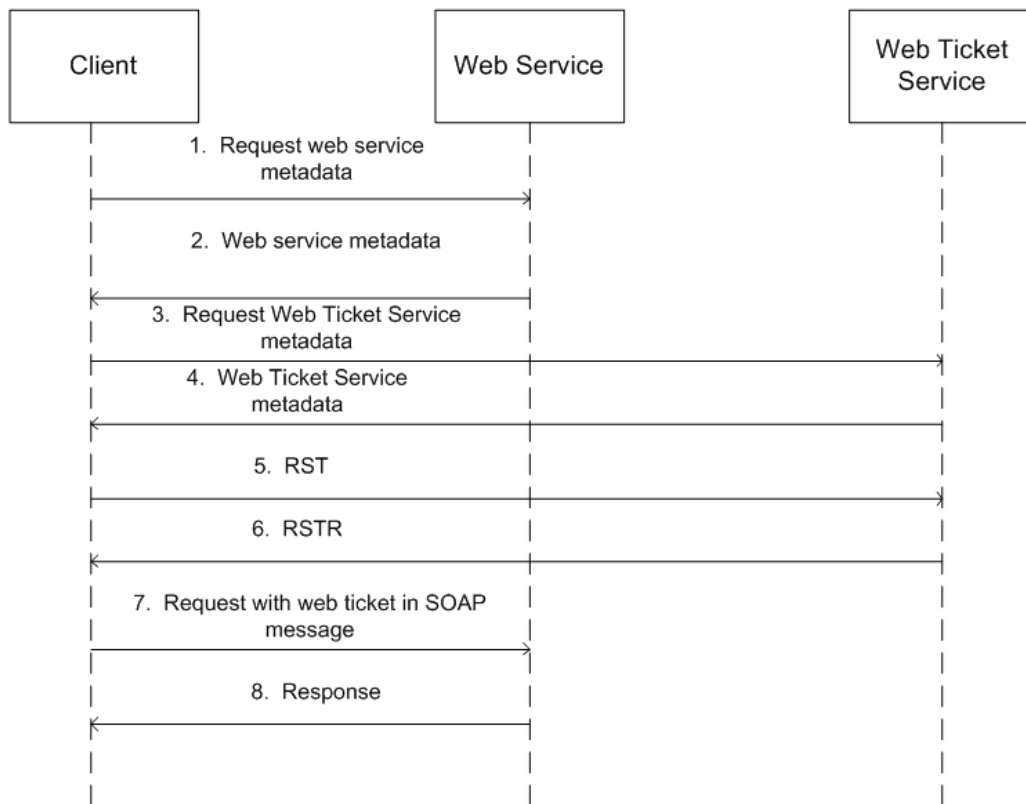 Client
Web Service
Web Ticket
Service
1. Request web service
metadata
2. Web service metadata
3. Request Web Ticket Service
metadata
4. Web Ticket Service
metadata
5. RST
6. RSTR
7. Request with web ticket in SOAP
message
8. Response